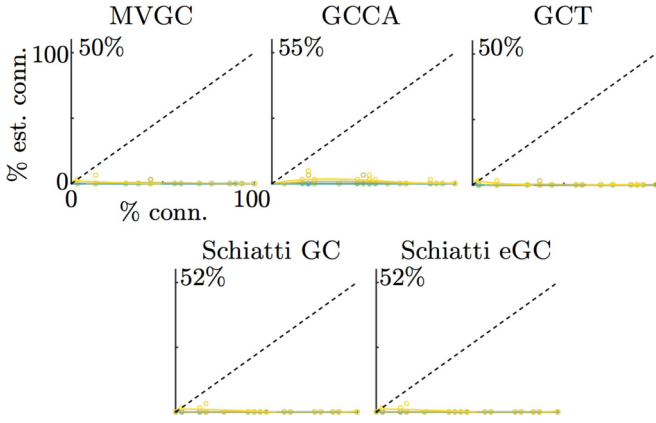 MVGC GCCA GCT
50% 55% 50%
100
% est. conn.
0
0 100
% conn.
Schiatti GC Schiatti eGC
52% 52%